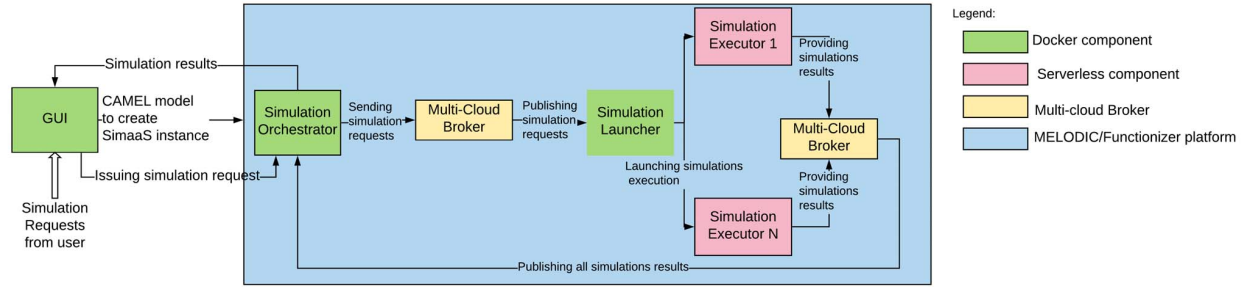 Simulation results
GUI
CAMEL model
to create
SimaaS instance
Issuing simulation request
Simulation
Requests
from user
Simulation
Orchestrator
Sending
simulation
requests
Multi-Cloud
Broker
Publishing
simulation
requests
Simulation
Launcher
Launching simulations
execution
Simulation
Executor 1
Providing
simulations
results
Multi-Cloud
Broker
Providing
simulations
results
Simulation
Executor N
Publishing all simulations results
Legend:
Docker component
Serverless component
Multi-cloud Broker
MELODIC/Functionizer platform